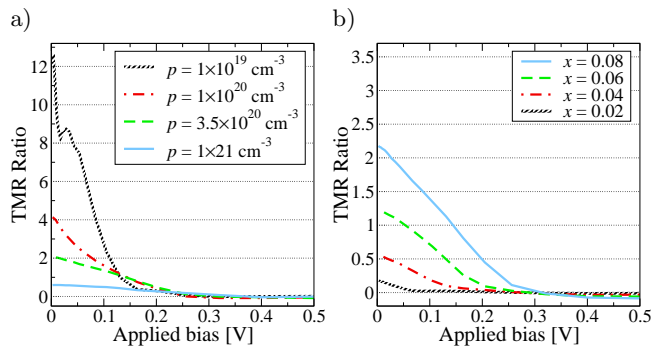 a)
TMR Ratio
12
10
8
6
4
2
0
p = 1×10^19 cm^-3
p = 1×10^20 cm^-3
p = 3.5×10^20 cm^-3
p = 1×21 cm^-3
0 0.1 0.2 0.3 0.4 0.5
Applied bias [V]
b)
TMR Ratio
3.5
3
2.5
2
1.5
1
0.5
0
x = 0.08
x = 0.06
x = 0.04
x = 0.02
0 0.1 0.2 0.3 0.4 0.5
Applied bias [V]